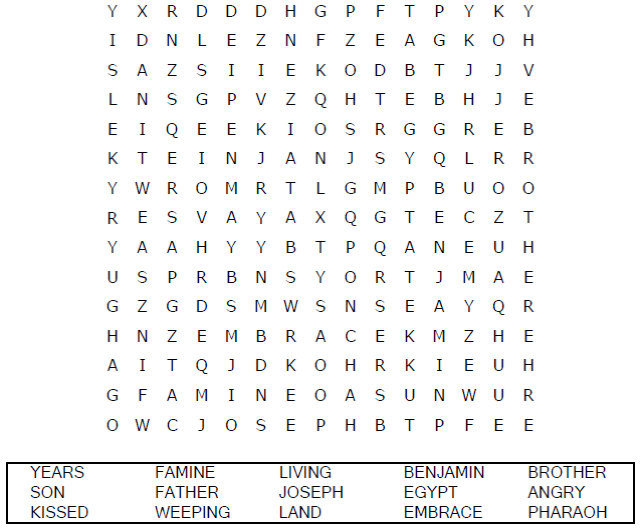 Y X R D D D H G P F T P Y K Y
I D N L E Z N F Z E A G K O H
S A Z S I I E K O D B T J J V
L N S G P V Z Q H T E B H J E
E I Q E E K I O S R G G R E B
K T E I N J A N J S Y Q L R R
Y W R O M R T L G M P B U O O
R E S V A Y A X Q G T E C Z T
Y A A H Y Y B T P Q A N E U H
U S P R B N S Y O R T J M A E
G Z G D S M W S N S E A Y Q R
H N Z E M B R A C E K M Z H E
A I T Q J D K O H R K I E U H
G F A M I N E O A S U N W U R
O W C J O S E P H B T P F E E
YEARS FAMINE LIVING BENJAMIN BROTHER
SON FATHER JOSEPH EGYPT ANGRY
KISSED WEEPING LAND EMBRACE PHARAOH